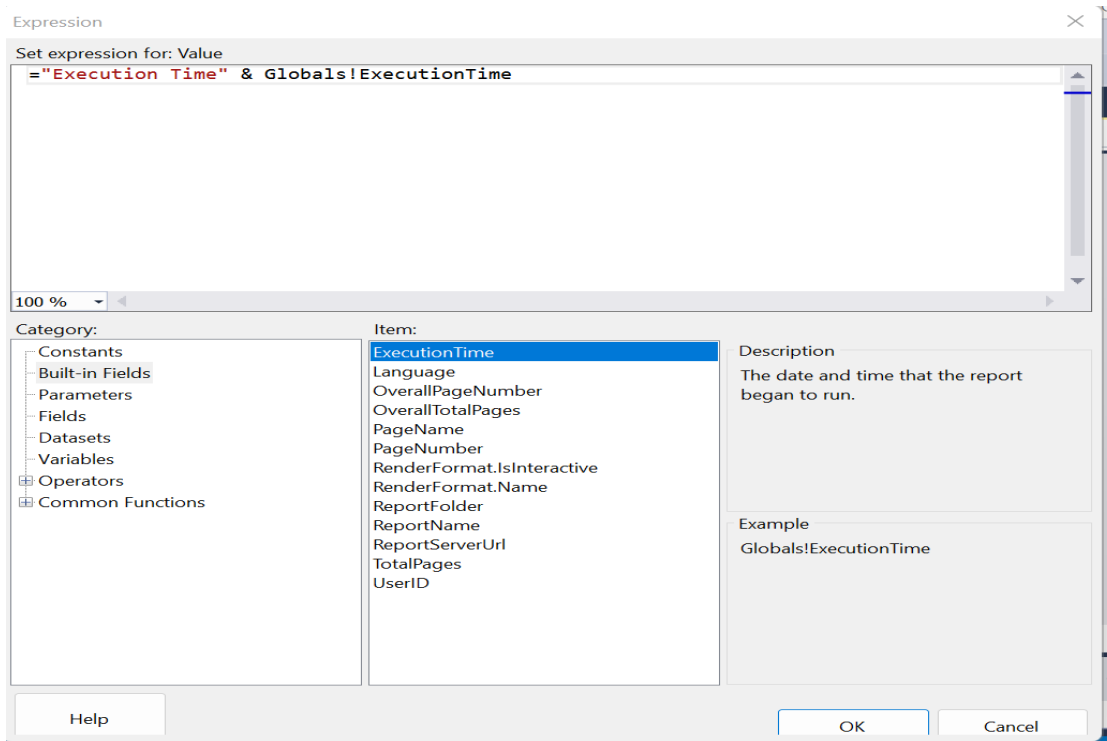 Expression
Set expression for: Value
="Execution Time" & Globals!ExecutionTime
100 %
Category:
Constants
Built-in Fields
Parameters
Fields
Datasets
Variables
Operators
Common Functions
Item:
ExecutionTime
Language
OverallPageNumber
OverallTotalPages
PageName
PageNumber
RenderFormat.IsInteractive
RenderFormat.Name
ReportFolder
ReportName
ReportServerUrl
TotalPages
UserID
Description
The date and time that the report
began to run.
Example
Globals!ExecutionTime
Help
OK
Cancel